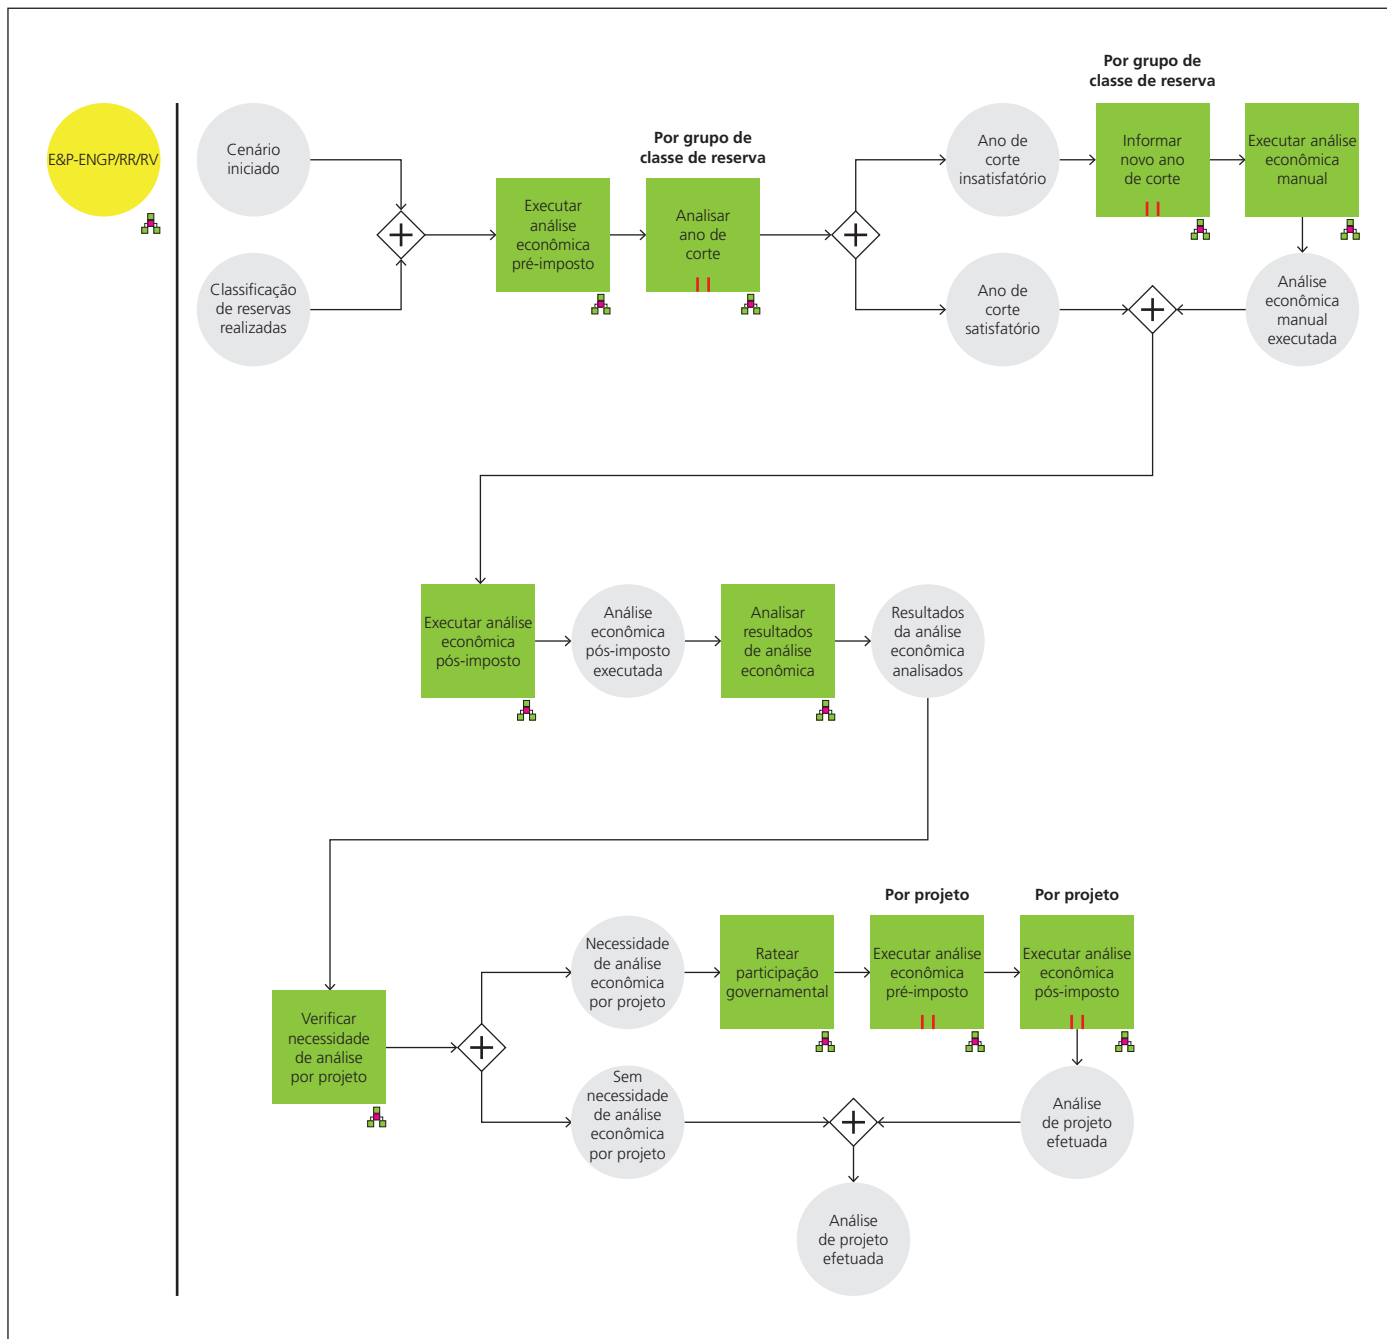 E&P-ENGP/RR/RV
Cenário
iniciado
Classificação
de reservas
realizadas
Executar
análise
econômica
pré-imposto
Por grupo de
classe de reserva
Analisar
ano de
corte
Ano de
corte
insatisfatório
Ano de
corte
satisfatório
Por grupo de
classe de reserva
Informar
novo ano
de corte
Executar análise
econômica
manual
Análise
econômica
manual
executada
Executar análise
econômica
pós-imposto
Análise
econômica
pós-imposto
executada
Analisar
resultados
de análise
econômica
Resultados
da análise
econômica
analisados
Verificar
necessidade
de análise
por projeto
Necessidade
de análise
econômica
por projeto
Sem
necessidade
de análise
econômica
por projeto
Ratear
participação
governamental
Por projeto
Executar análise
econômica
pré-imposto
Por projeto
Executar análise
econômica
pós-imposto
Análise
de projeto
efetuada
Análise
de projeto
efetuada